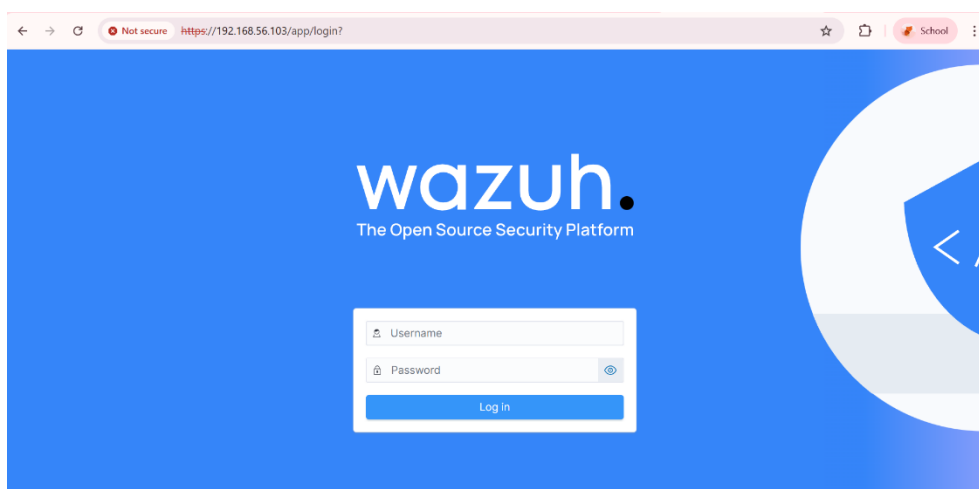 Not secure https://192.168.56.103/app/login?
School
wazuh.
The Open Source Security Platform
Username
Password
Log in